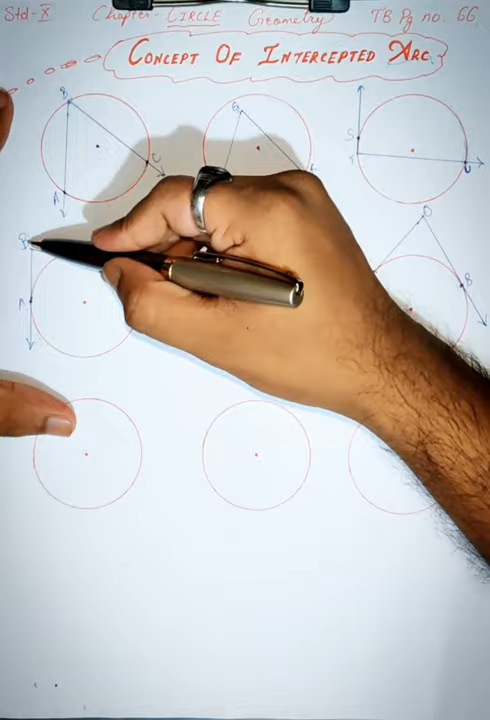 Std-X Chapter- CIRCLE Geometry TB Pg no. 66
CONCEPT OF INTERCEPTED ARC.
B
A
C
G
S
T
U
B
A
O
B